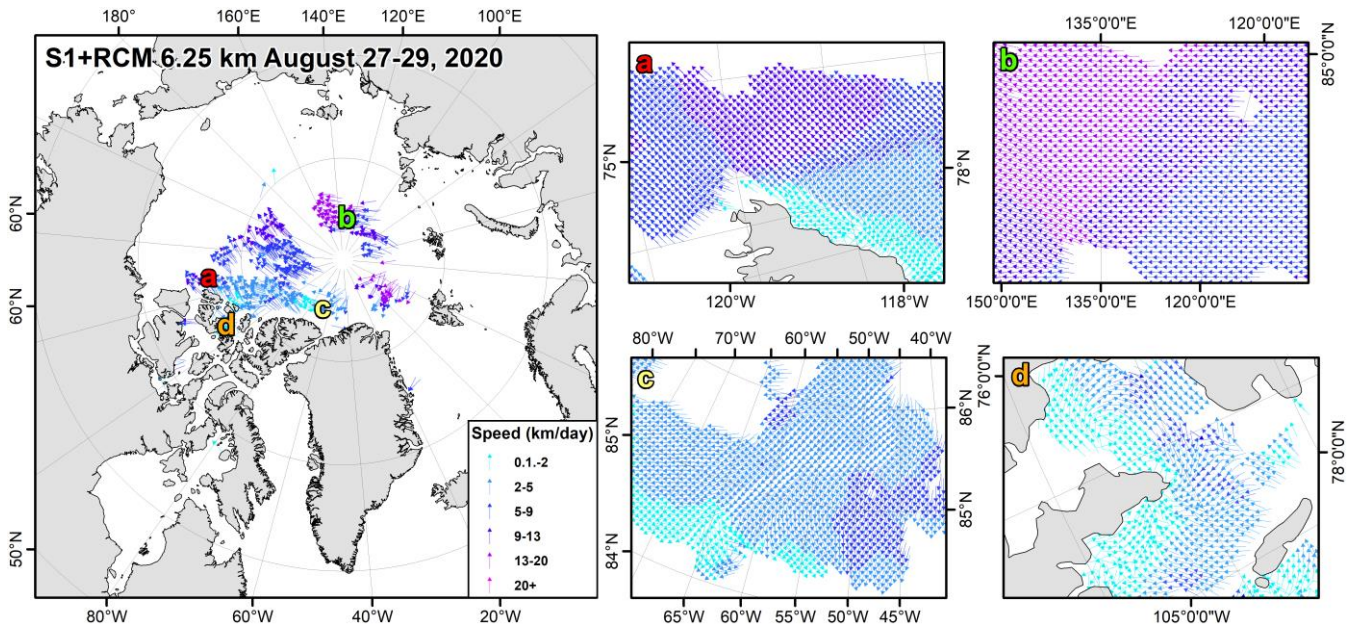 180° 160°E 140°E 120°E 100°E
S1+RCM 6.25 km August 27-29, 2020
60°N
60°N
50°N
a
b
c
d
Speed (km/day)
0.1.-2
2-5
5-9
9-13
13-20
20+
80°W 60°W 40°W 20°W
a
75°N
78°N
120°W 118°W
135°0'0"E 120°0'0"E
b
85°0'0"N
150°0'0"E 135°0'0"E 120°0'0"E
80°W 70°W 65°W 60°W 55°W 50°W 45°W 40°W
c
85°N
86°N
84°N
85°N
65°W 60°W 55°W 50°W 45°W
d
76°0'0"N
78°0'0"N
105°0'0"W